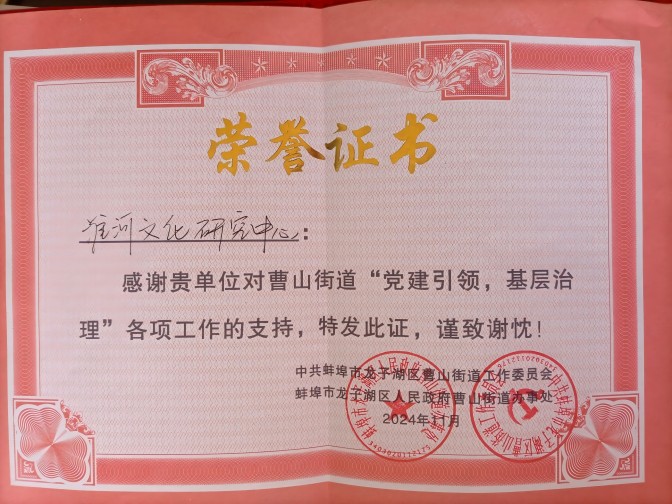 荣誉证书
淮河文化研究中心：
感谢贵单位对曹山街道“党建引领，基层治
理”各项工作的支持，特发此证，谨致谢忱！
中共蚌埠市龙子湖区曹山街道工作委员会
蚌埠市龙子湖区人民政府曹山街道办事处
2024年11月